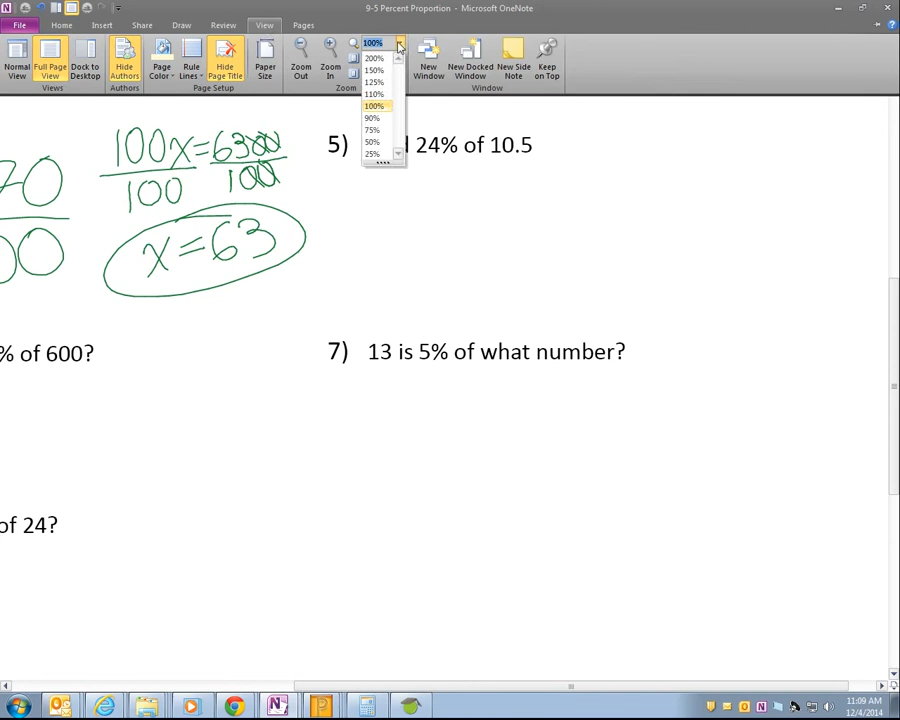 9-5 Percent Proportion - Microsoft OneNote
File Home Insert Share Draw Review View Pages
100%
Normal View Full Page View Dock to Desktop Hide Authors Page Color Rule Lines Hide Page Title Paper Size Zoom Out Zoom In New Window New Docked Window New Side Note Keep on Top
Views Authors Page Setup Zoom Window
200%
150%
125%
110%
100%
90%
75%
50%
25%
70
00
100x=6300
100 100
x=63
5) 24% of 10.5
% of 600?
7) 13 is 5% of what number?
of 24?
11:09 AM
12/4/2014